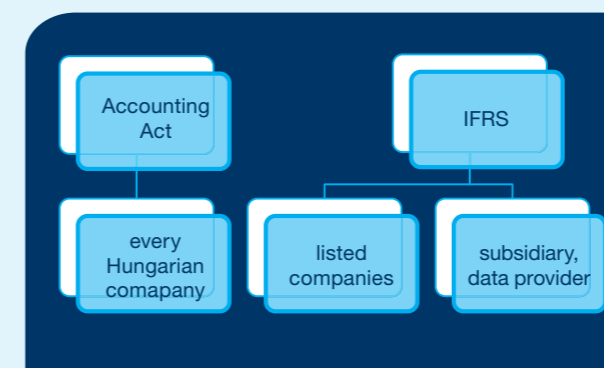 Accounting
Act
IFRS
every
Hungarian
comapany
listed
companies
subsidiary,
data provider